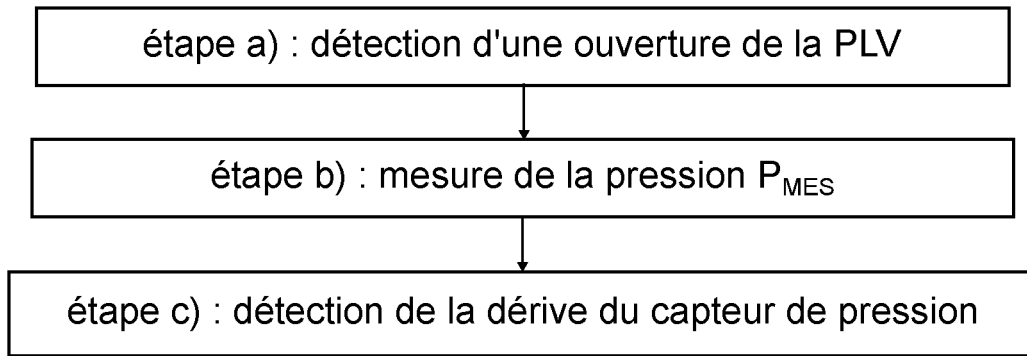 étape a) : détection d'une ouverture de la PLV
étape b) : mesure de la pression P_MES
étape c) : détection de la dérive du capteur de pression